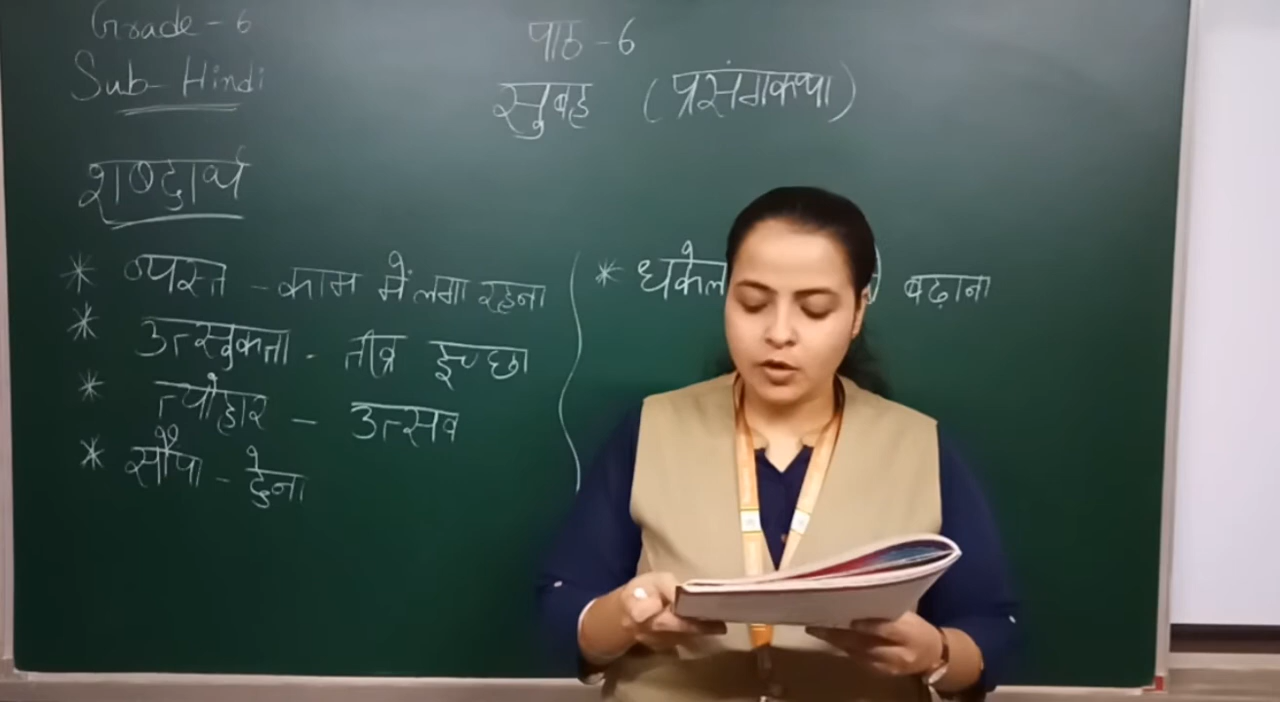 Grade - 6
Sub - Hindi
पाठ - 6
सुबह (प्रसंगकथा)
शब्दार्थ
* व्यस्त - काम में लगा रहना
* उत्सुकता - तीव्र इच्छा
* त्योहार - उत्सव
* सौंपा - देना
* धकेल बढ़ाना